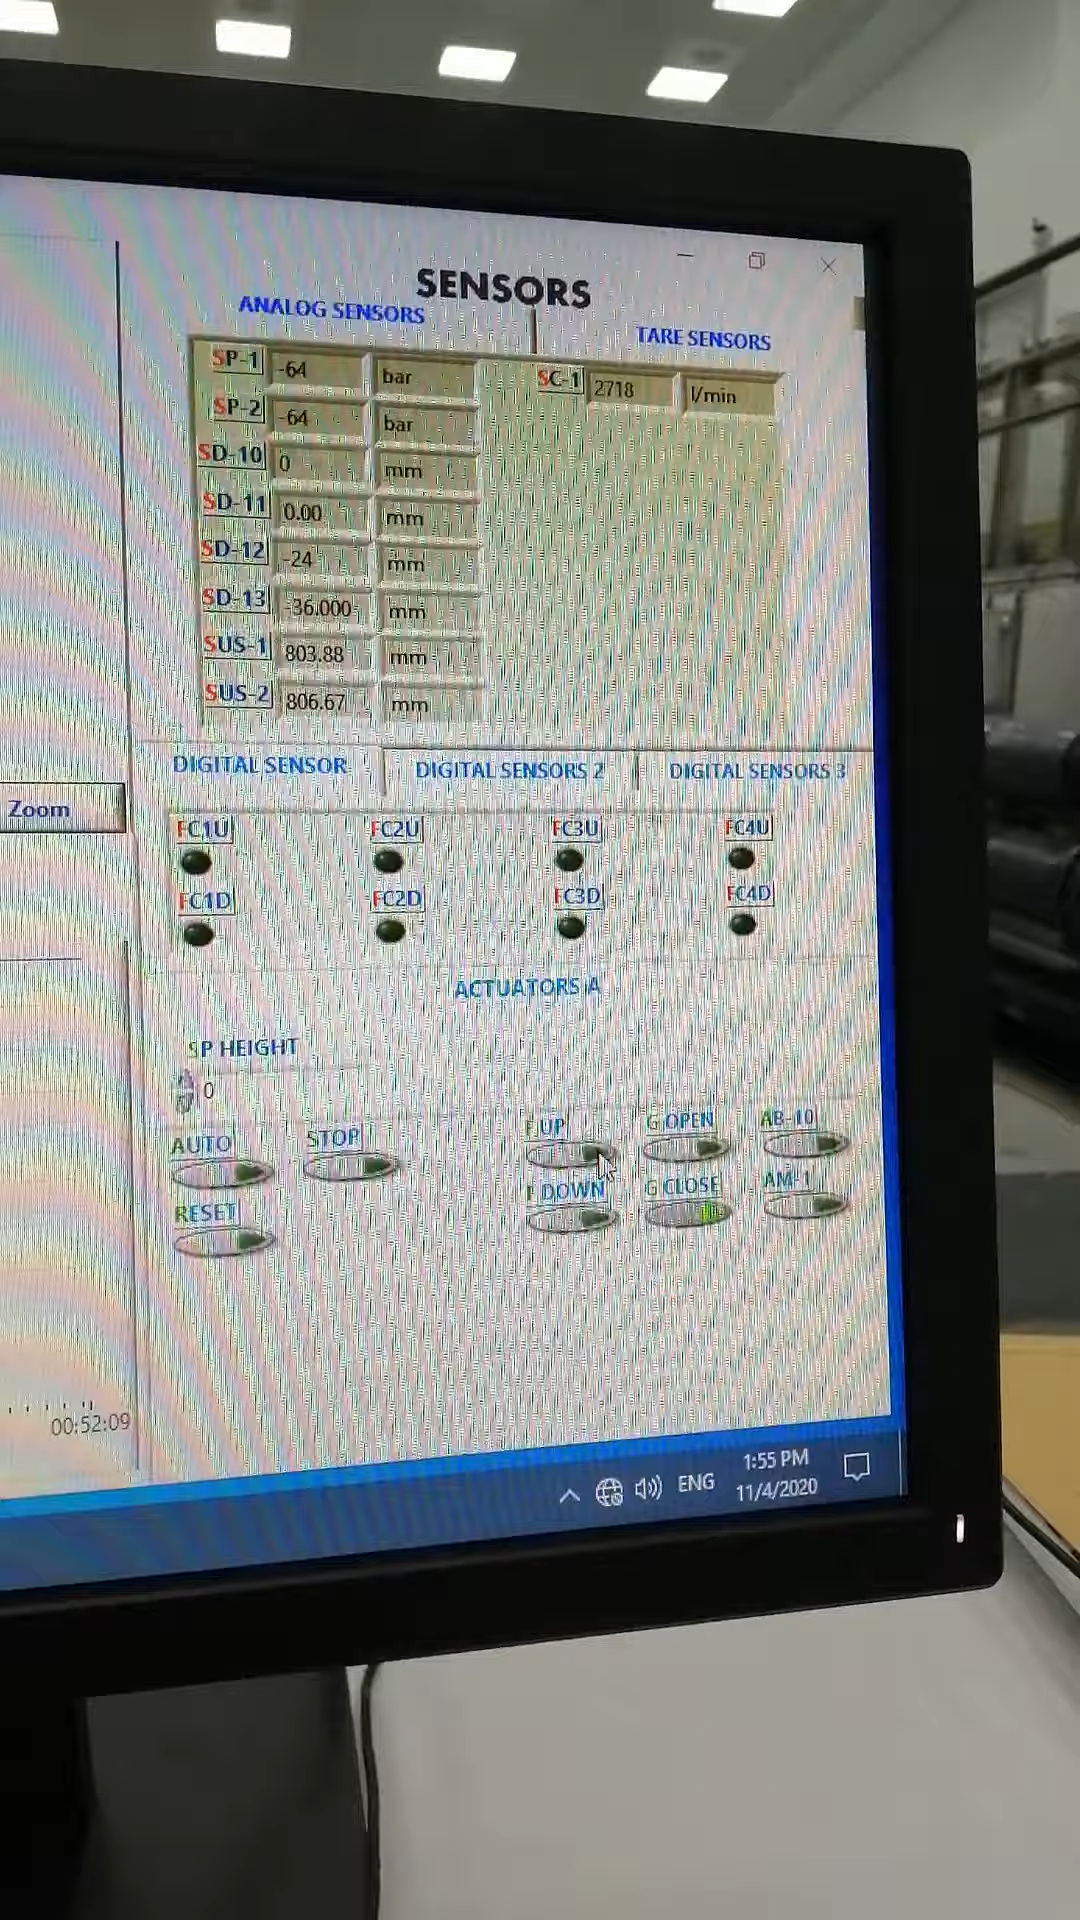 SENSORS
ANALOG SENSORS
TARE SENSORS
SP-1 -64 bar
SC-1 2718 l/min
SP-2 -64 bar
SD-10 0 mm
SD-11 0.00 mm
SD-12 -24 mm
SD-13 -36.000 mm
SUS-1 803.88 mm
SUS-2 806.67 mm
DIGITAL SENSOR DIGITAL SENSORS 2 DIGITAL SENSORS 3
Zoom
FC1U FC2U FC3U FC4U
FC1D FC2D FC3D FC4D
ACTUATORS A
SP HEIGHT
0
AUTO STOP F UP G OPEN AB-10
RESET F DOWN G CLOSE AM-1
00:52:09
ENG
1:55 PM
11/4/2020